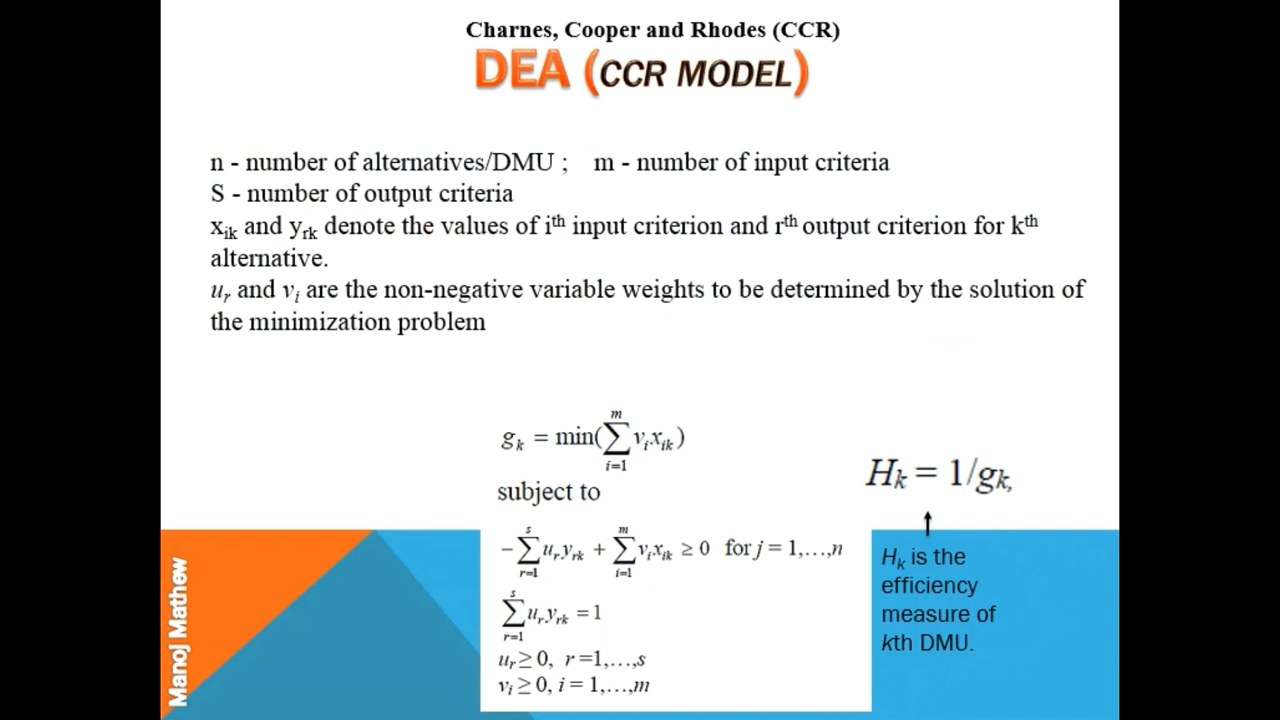 Charnes, Cooper and Rhodes (CCR)
DEA (CCR MODEL)
n - number of alternatives/DMU ; m - number of input criteria
S - number of output criteria
xik and yrk denote the values of ith input criterion and rth output criterion for kth
alternative.
ur and vi are the non-negative variable weights to be determined by the solution of
the minimization problem
gk = min(∑_{i=1}^{m} vixik)
subject to
-∑_{r=1}^{s} uryrk + ∑_{i=1}^{m} vixik ≥ 0 for j = 1,…,n
∑_{r=1}^{s} uryrk = 1
ur ≥ 0, r =1,…,s
vi ≥ 0, i = 1,…,m
Hk = 1/gk,
Hk is the
efficiency
measure of
kth DMU.
Manoj Mathew